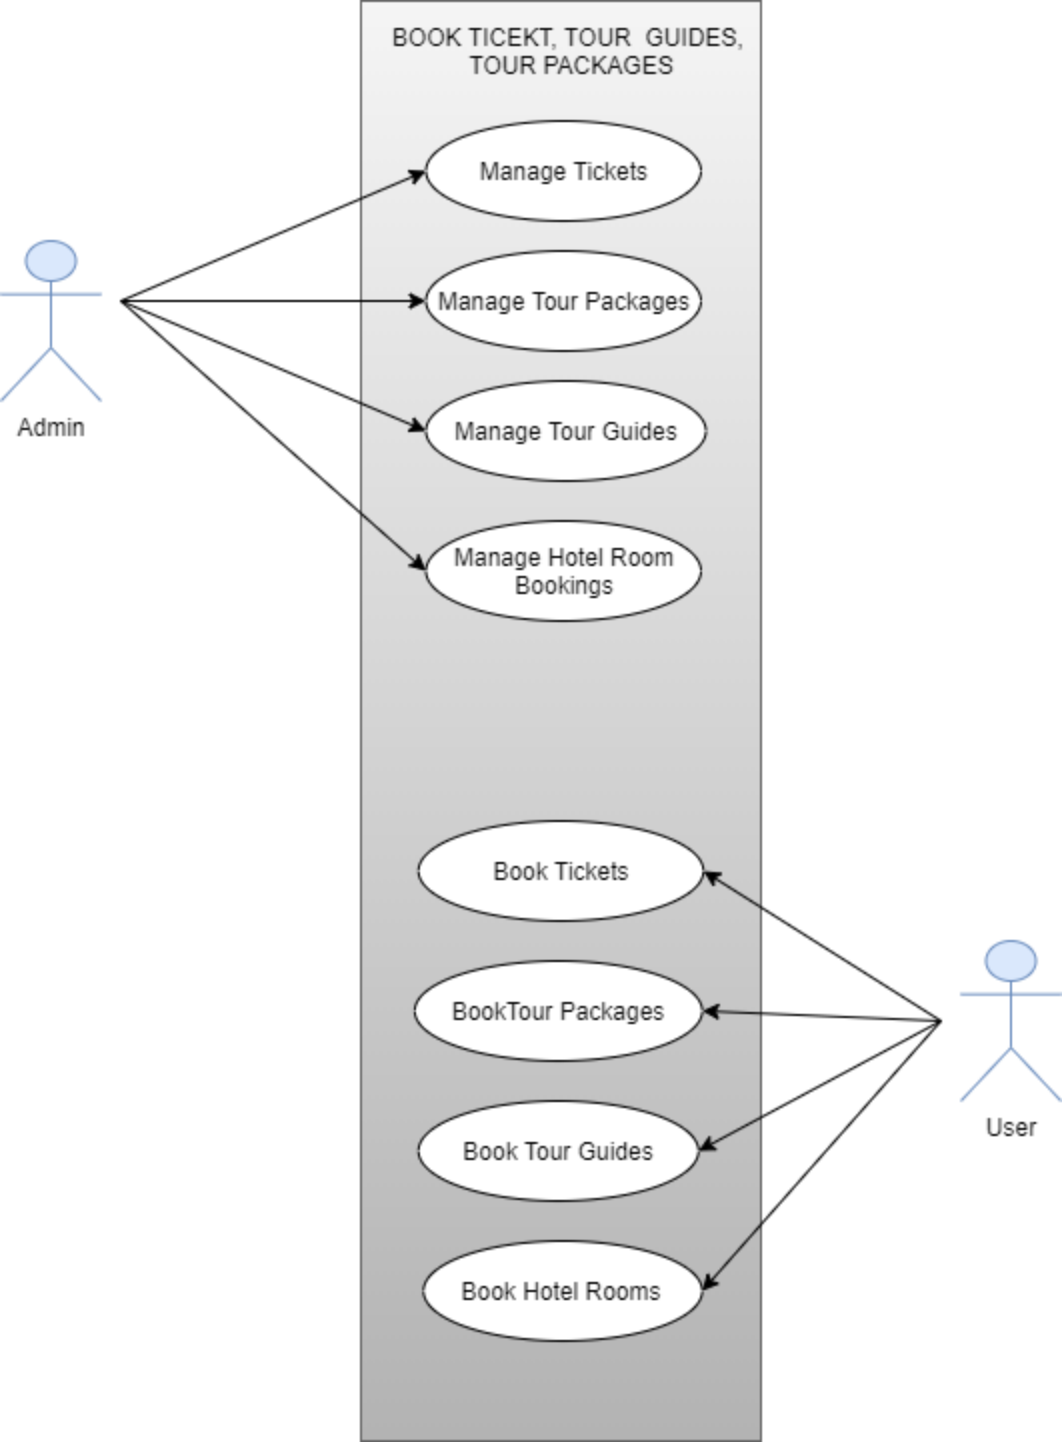 BOOK TICEKT, TOUR  GUIDES,
TOUR PACKAGES
Manage Tickets
Manage Tour Packages
Manage Tour Guides
Admin
Manage Hotel Room
Bookings
Book Tickets
BookTour Packages
User
Book Tour Guides
Book Hotel Rooms